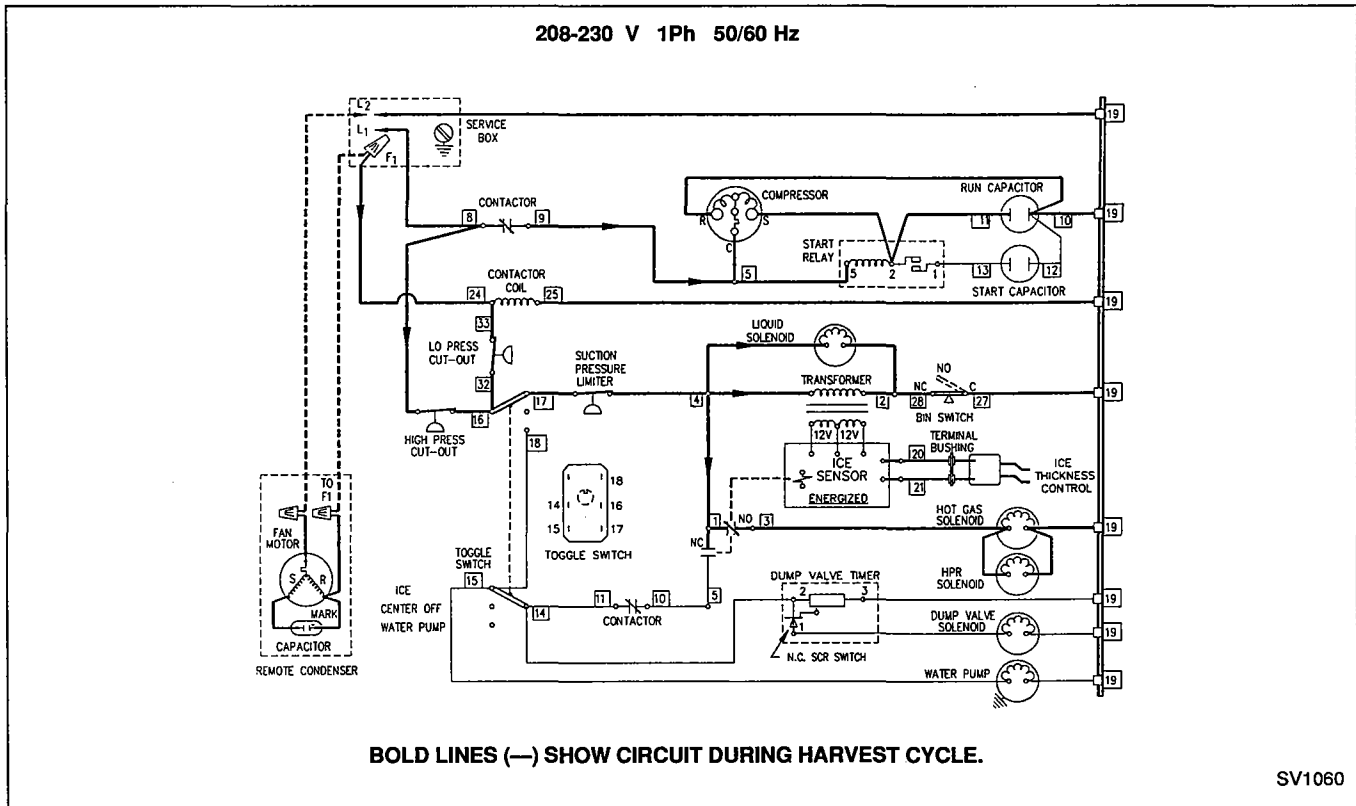 208-230 V 1Ph 50/60 Hz
L2
L1
F1
SERVICE BOX
19
CONTACTOR
8
9
COMPRESSOR
R
S
C
RUN CAPACITOR
11
10
19
START RELAY
5
5
2
1
13
12
START CAPACITOR
CONTACTOR COIL
24
25
19
33
LO PRESS CUT-OUT
32
LIQUID SOLENOID
SUCTION PRESSURE LIMITER
16
17
4
TRANSFORMER
2
NO
NC
C
28
27
BIN SWITCH
19
HIGH PRESS CUT-OUT
18
12V
12V
TERMINAL BUSHING
ICE SENSOR
ENERGIZED
20
21
ICE THICKNESS CONTROL
18
14
16
15
17
TOGGLE SWITCH
1
NO
3
NC
HOT GAS SOLENOID
19
HPR SOLENOID
TO F1
FAN MOTOR
S
R
MARK
CAPACITOR
REMOTE CONDENSER
TOGGLE SWITCH
15
ICE
CENTER OFF
WATER PUMP
14
11
10
CONTACTOR
5
DUMP VALVE TIMER
2
3
1
N.C. SCR SWITCH
19
DUMP VALVE SOLENOID
19
WATER PUMP
19
BOLD LINES (—) SHOW CIRCUIT DURING HARVEST CYCLE.
SV1060